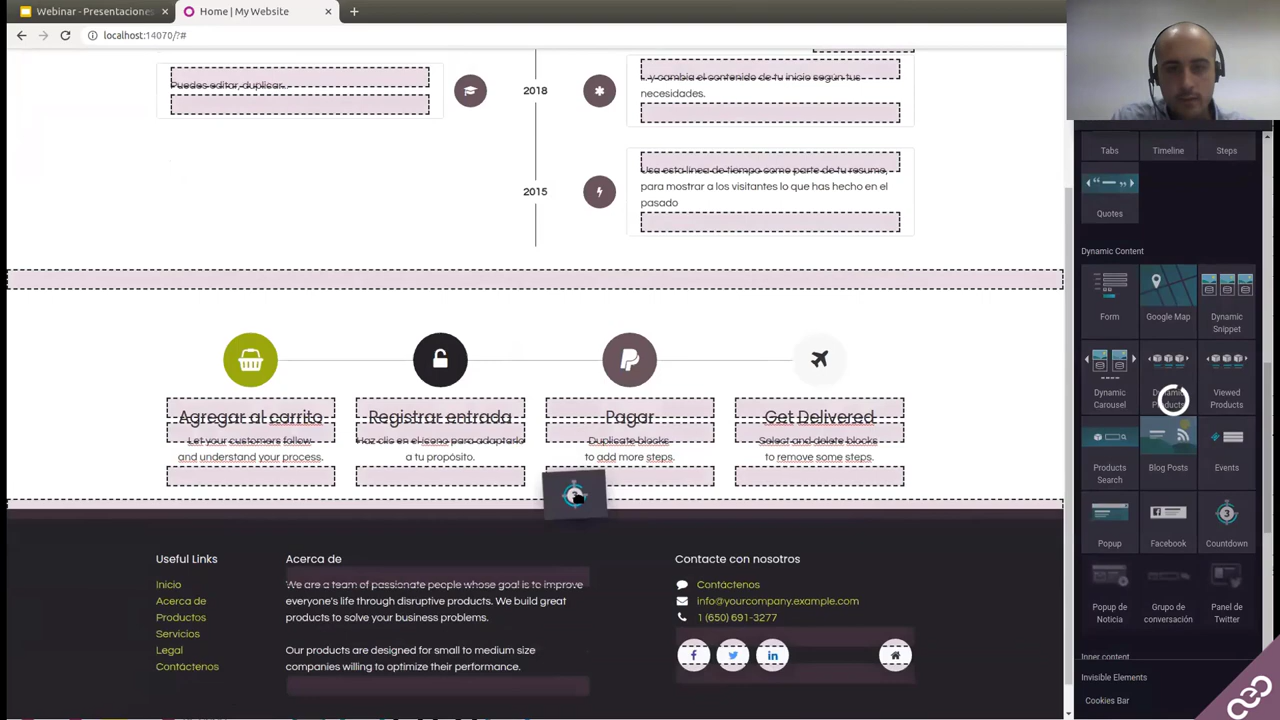 Webinar - Presentaciones
Home | My Website
localhost:14070/?#
Puedes editar, duplicar...
2018
...y cambia el contenido de tu inicio según tus
necesidades.
2015
Usa esta línea de tiempo como parte de tu resume,
para mostrar a los visitantes lo que has hecho en el
pasado
Agregar al carrito
Registrar entrada
Pagar
Get Delivered
Let your customers follow
and understand your process.
Haz clic en el icono para adaptarlo
a tu propósito.
Duplicate blocks
to add more steps.
Select and delete blocks
to remove some steps.
Useful Links
Inicio
Acerca de
Productos
Servicios
Legal
Contáctenos
Acerca de
We are a team of passionate people whose goal is to improve
everyone's life through disruptive products. We build great
products to solve your business problems.
Our products are designed for small to medium size
companies willing to optimize their performance.
Contacte con nosotros
Contáctenos
info@yourcompany.example.com
1 (650) 691-3277
Tabs
Timeline
Steps
Quotes
Dynamic Content
Form
Google Map
Dynamic
Snippet
Dynamic
Carousel
Dynamic
Products
Viewed
Products
Products
Search
Blog Posts
Events
Popup
Facebook
3
Countdown
Popup de
Noticia
Grupo de
conversación
Panel de
Twitter
Inner content
Invisible Elements
Cookies Bar